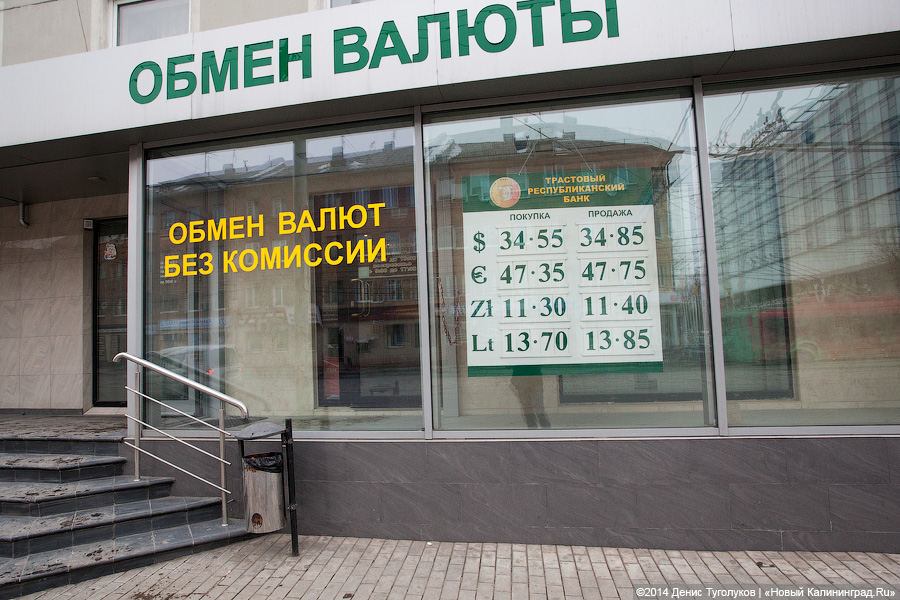 ОБМЕН ВАЛЮТЫ
ОБМЕН ВАЛЮТ
БЕЗ КОМИССИИ
ТРАСТОВЫЙ
РЕСПУБЛИКАНСКИЙ
БАНК
ПОКУПКА ПРОДАЖА
$ 34-55 34-85
€ 47-35 47-75
Zł 11-30 11-40
Lt 13-70 13-85
©2014 Денис Туголуков | «Новый Калининград.Ru»